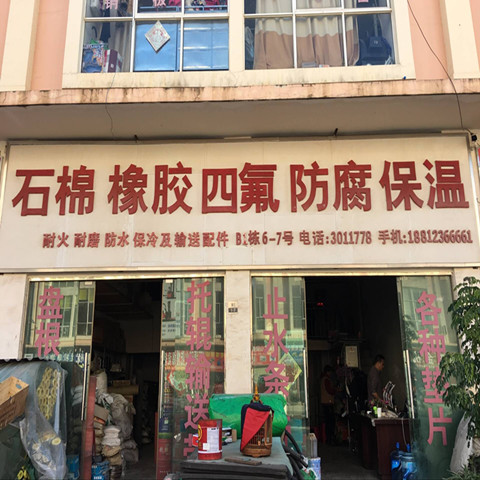 石棉 橡胶 四氟 防腐 保温
耐火 耐磨 防水 保冷及输送配件 B1栋6-7号 电话:3011778 手机:18812366661
盘根
托辊输送
止水条
各种垫片